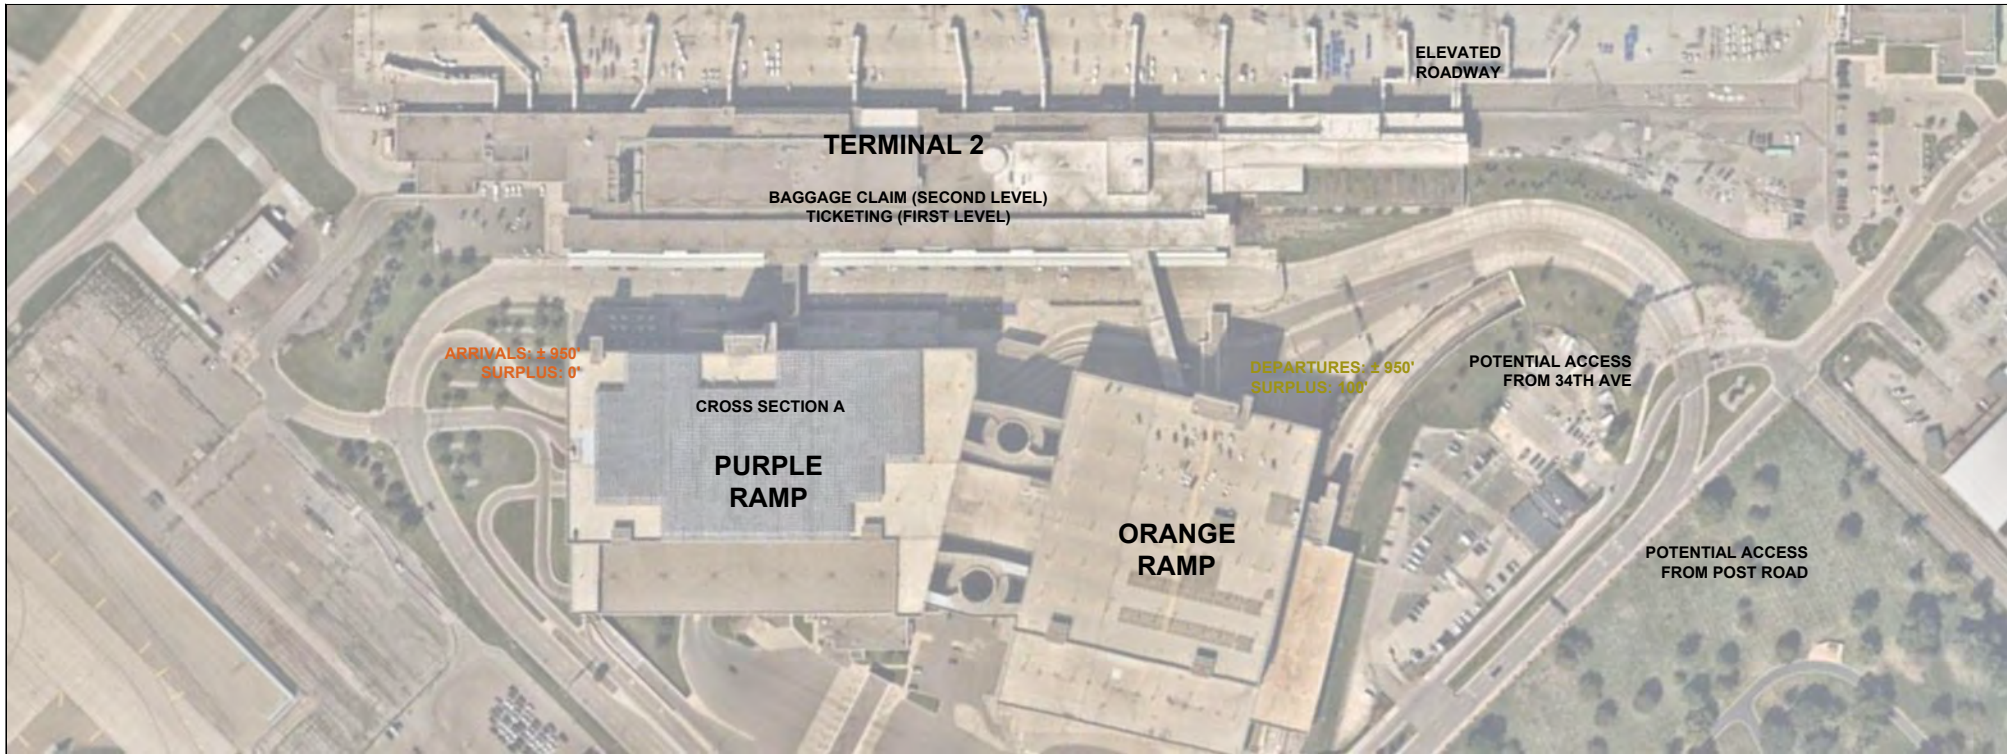 ELEVATED
ROADWAY
TERMINAL 2
BAGGAGE CLAIM (SECOND LEVEL)
TICKETING (FIRST LEVEL)
ARRIVALS: ± 950'
SURPLUS: 0'
DEPARTURES: ± 950'
SURPLUS: 100'
POTENTIAL ACCESS
FROM 34TH AVE
CROSS SECTION A
PURPLE
RAMP
ORANGE
RAMP
POTENTIAL ACCESS
FROM POST ROAD